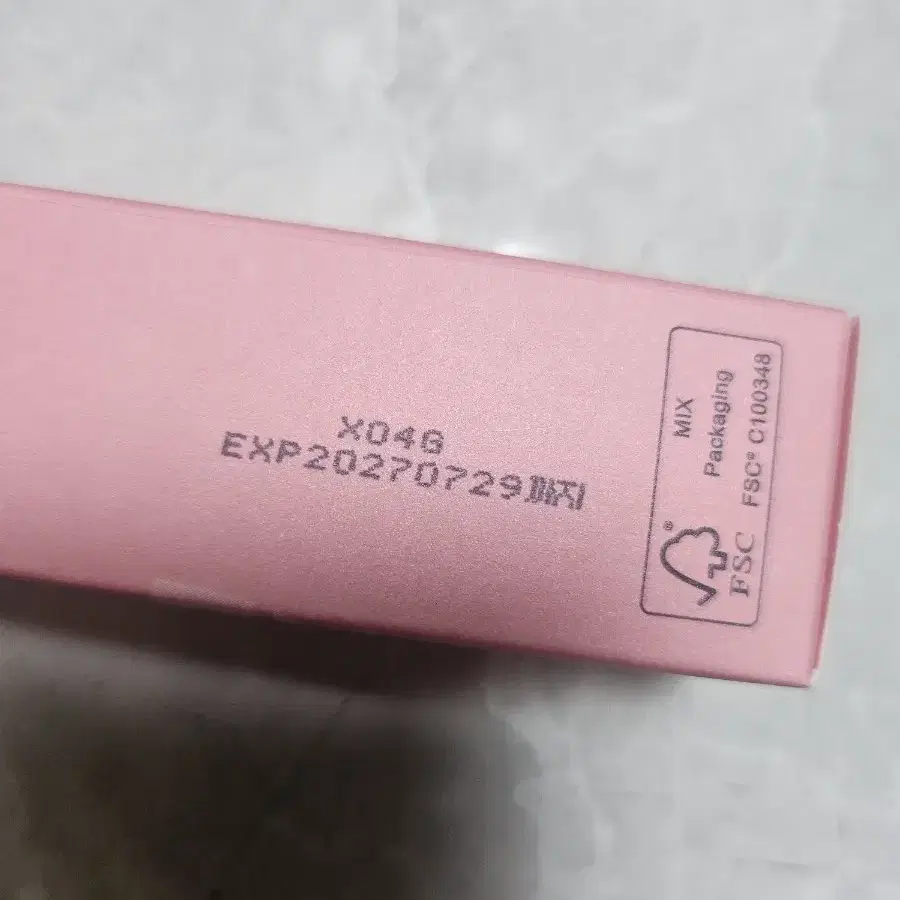 X04G
EXP20270729까지
MIX
Packaging
FSC® C100348
®
FSC